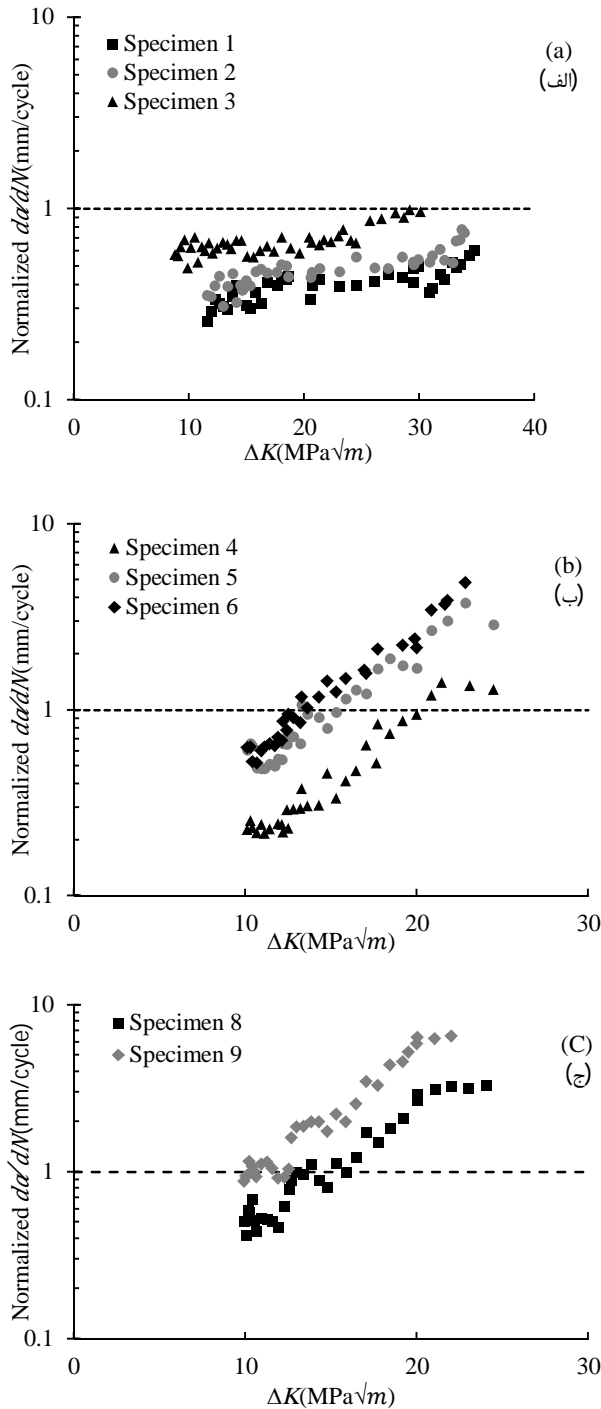 10
Specimen 1
Specimen 2
Specimen 3
(a)
(الف)
1
0.1
0
10
20
30
40
Normalized da/dN(mm/cycle)
ΔK(MPa√m)
10
Specimen 4
Specimen 5
Specimen 6
(b)
(ب)
1
0.1
0
10
20
30
Normalized da/dN(mm/cycle)
ΔK(MPa√m)
10
Specimen 8
Specimen 9
(C)
(ج)
1
0.1
0
10
20
30
Normalized da/dN(mm/cycle)
ΔK(MPa√m)